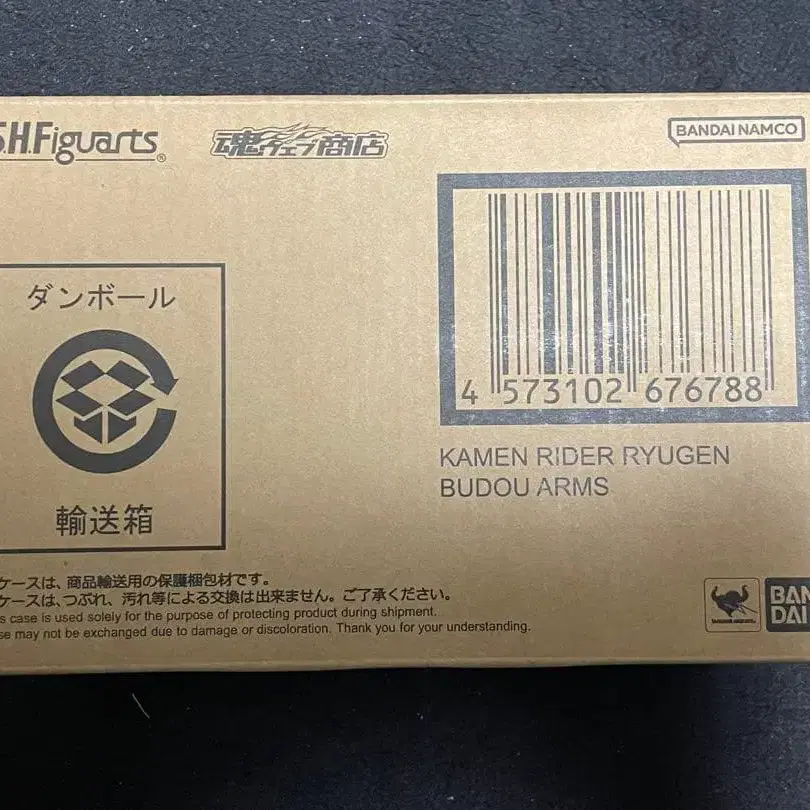 S.H.Figuarts®
魂ウェブ商店
BANDAI NAMCO
ダンボール
輸送箱
4 573102 676788
KAMEN RIDER RYUGEN
BUDOU ARMS
ケースは、商品輸送用の保護梱包材です。
ケースは、つぶれ、汚れ等による交換は出来ません。ご了承ください。
s case is used solely for the purpose of protecting product during shipment.
se may not be exchanged due to damage or discoloration. Thank you for your understanding.
BAN
DAI